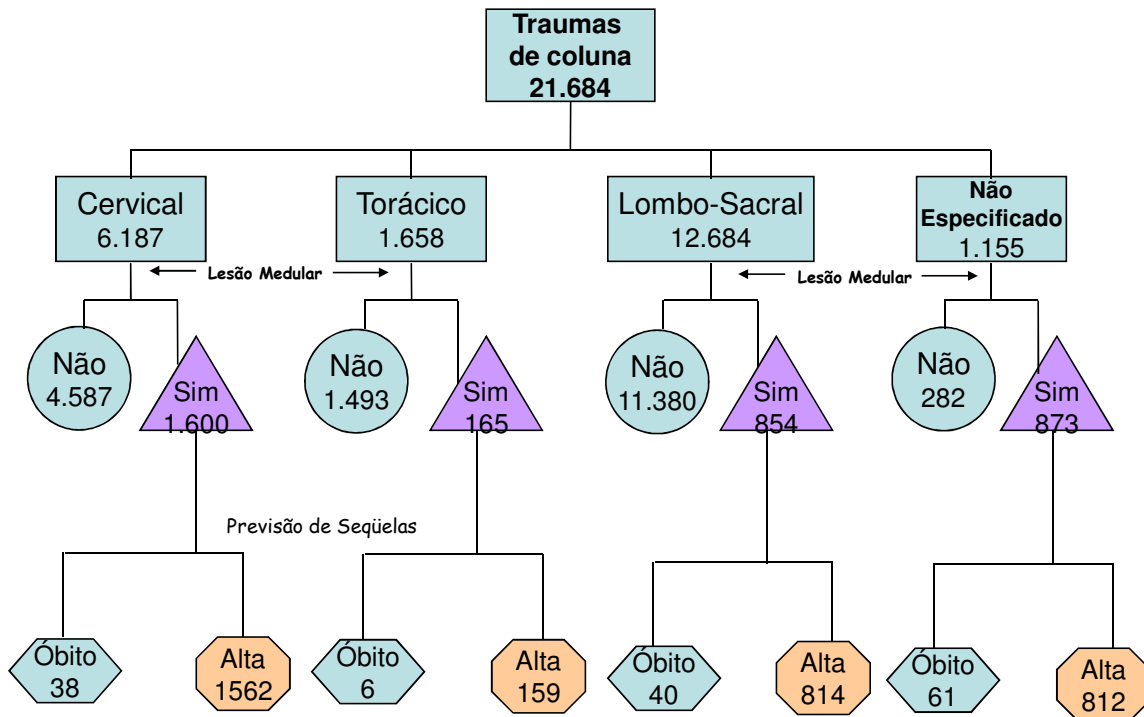 Traumas
de coluna
21.684
Cervical
6.187
Torácico
1.658
Lombo-Sacral
12.684
Não
Especificado
1.155
Lesão Medular
Lesão Medular
Não
4.587
Sim
1.600
Não
1.493
Sim
165
Não
11.380
Sim
854
Não
282
Sim
873
Previsão de Seqüelas
Óbito
38
Alta
1562
Óbito
6
Alta
159
Óbito
40
Alta
814
Óbito
61
Alta
812